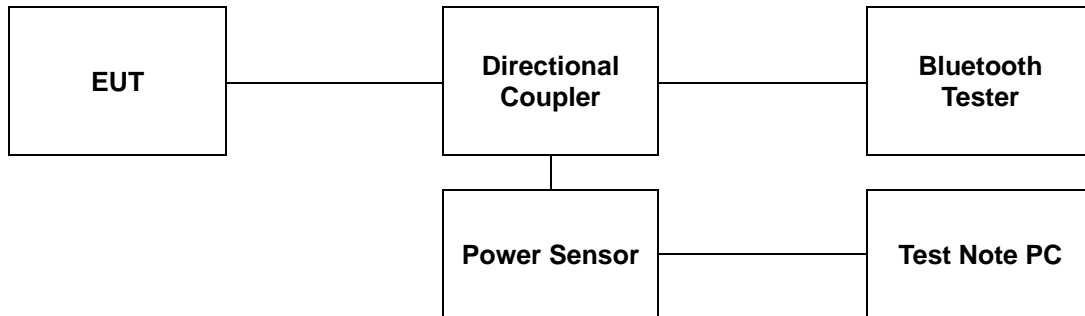 EUT
Directional
Coupler
Bluetooth
Tester
Power Sensor
Test Note PC